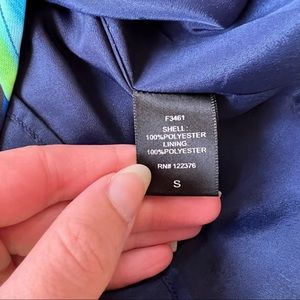 F3461
SHELL:
100%POLYESTER
LINING:
100%POLYESTER
RN# 122376
S